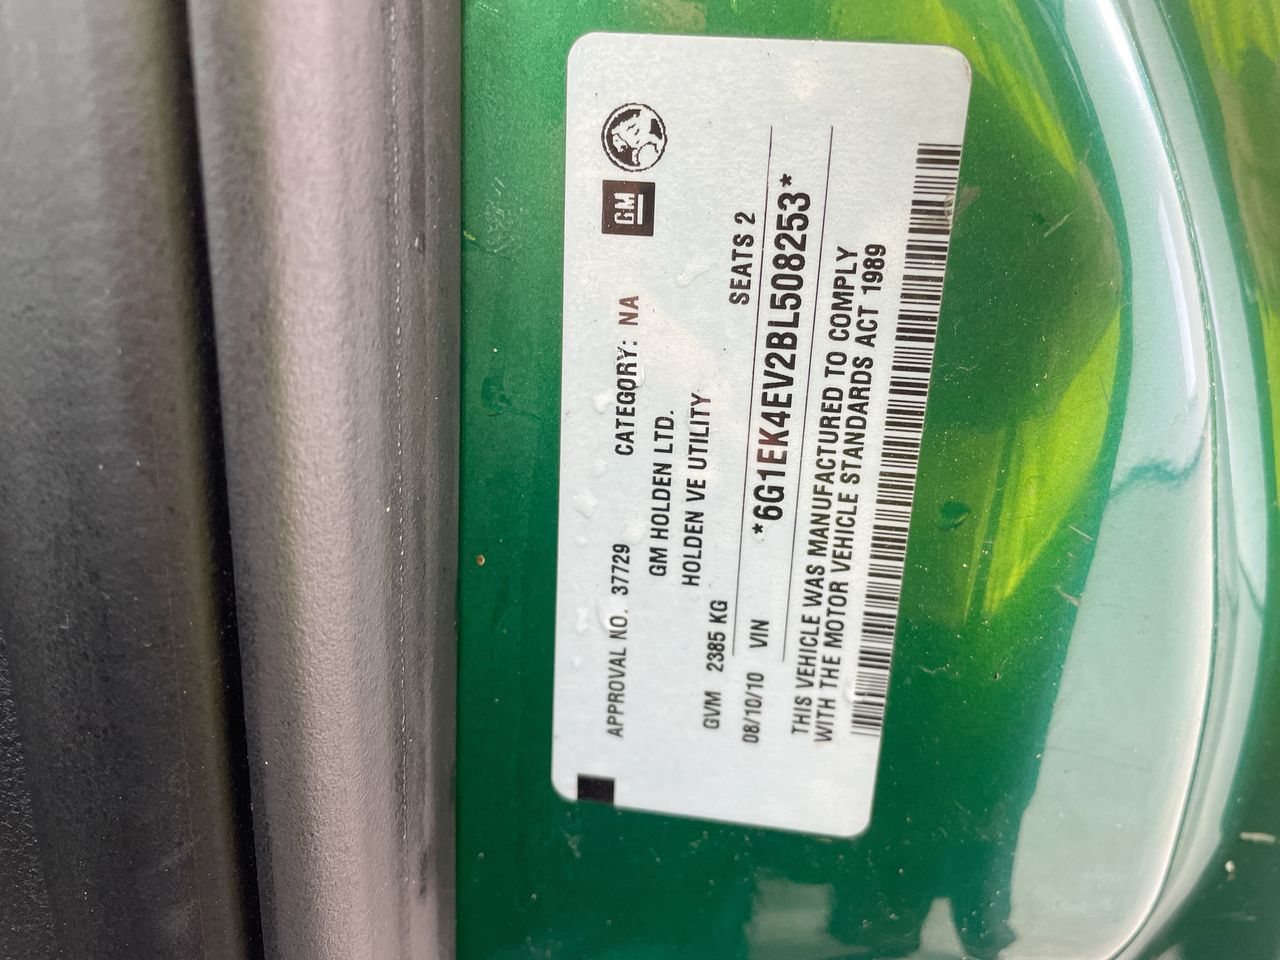 GM
APPROVAL NO. 37729 CATEGORY: NA
GM HOLDEN LTD.
HOLDEN VE UTILITY
GVM 2385 KG SEATS 2
08/10/10 VIN *6G1EK4EV2BL508253*
THIS VEHICLE WAS MANUFACTURED TO COMPLY
WITH THE MOTOR VEHICLE STANDARDS ACT 1989